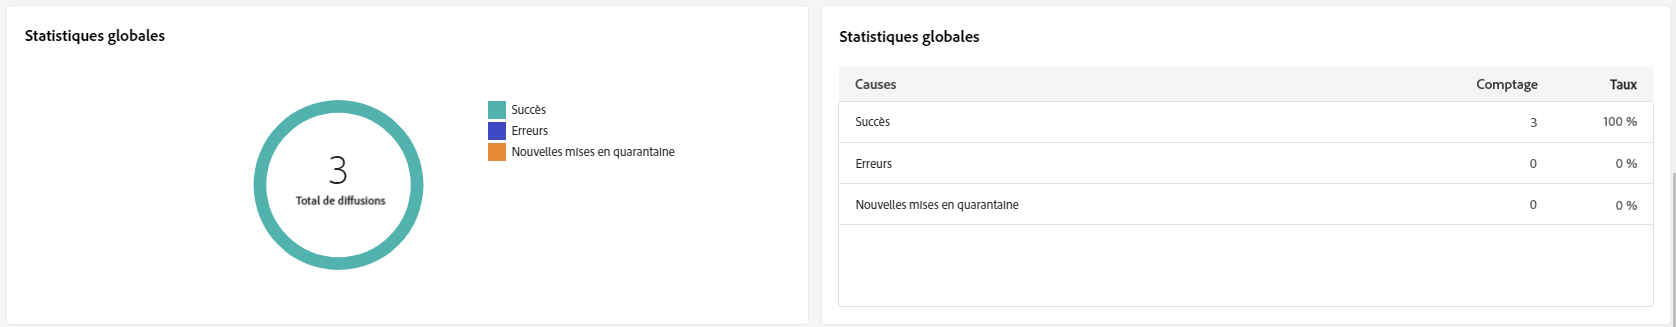 Statistiques globales
3
Total de diffusions
Succès
Erreurs
Nouvelles mises en quarantaine
Statistiques globales
Causes Comptage Taux
Succès 3 100 %
Erreurs 0 0 %
Nouvelles mises en quarantaine 0 0 %